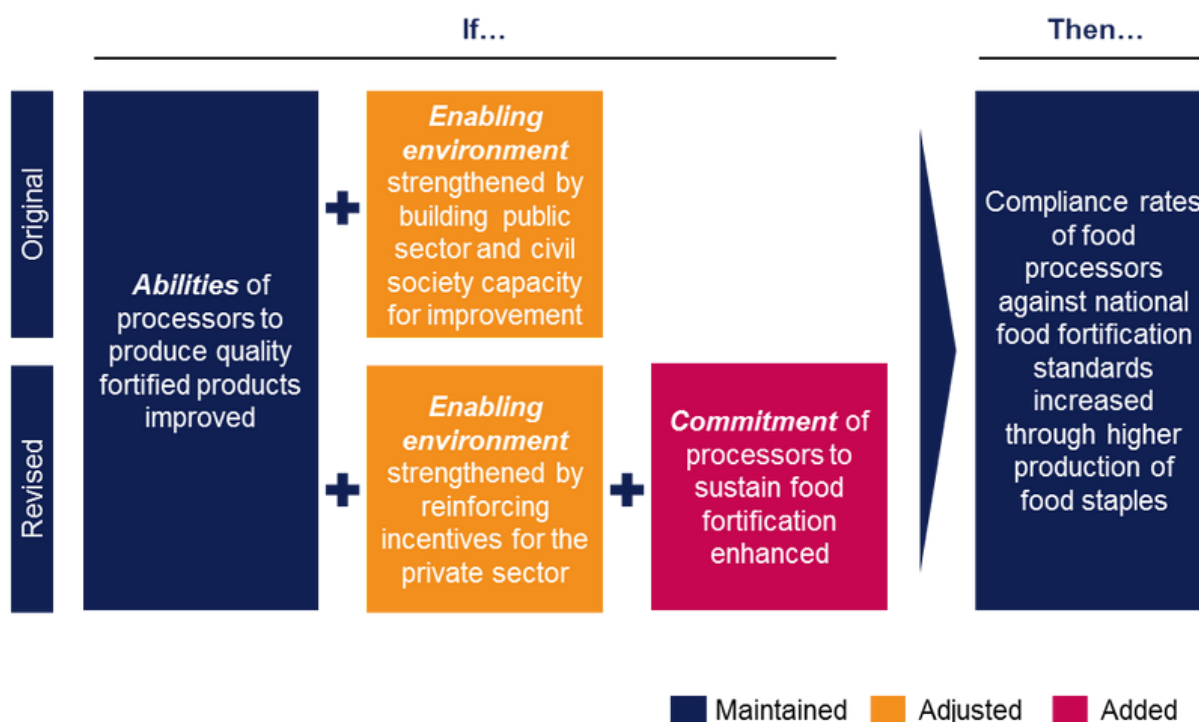 If...
Then...
Original
Abilities of
processors to
produce quality
fortified products
improved
Enabling
environment
strengthened by
building public
sector and civil
society capacity
for improvement
Revised
Enabling
environment
strengthened by
reinforcing
incentives for the
private sector
Commitment of
processors to
sustain food
fortification
enhanced
Compliance rates
of food
processors
against national
food fortification
standards
increased
through higher
production of
food staples
Maintained
Adjusted
Added